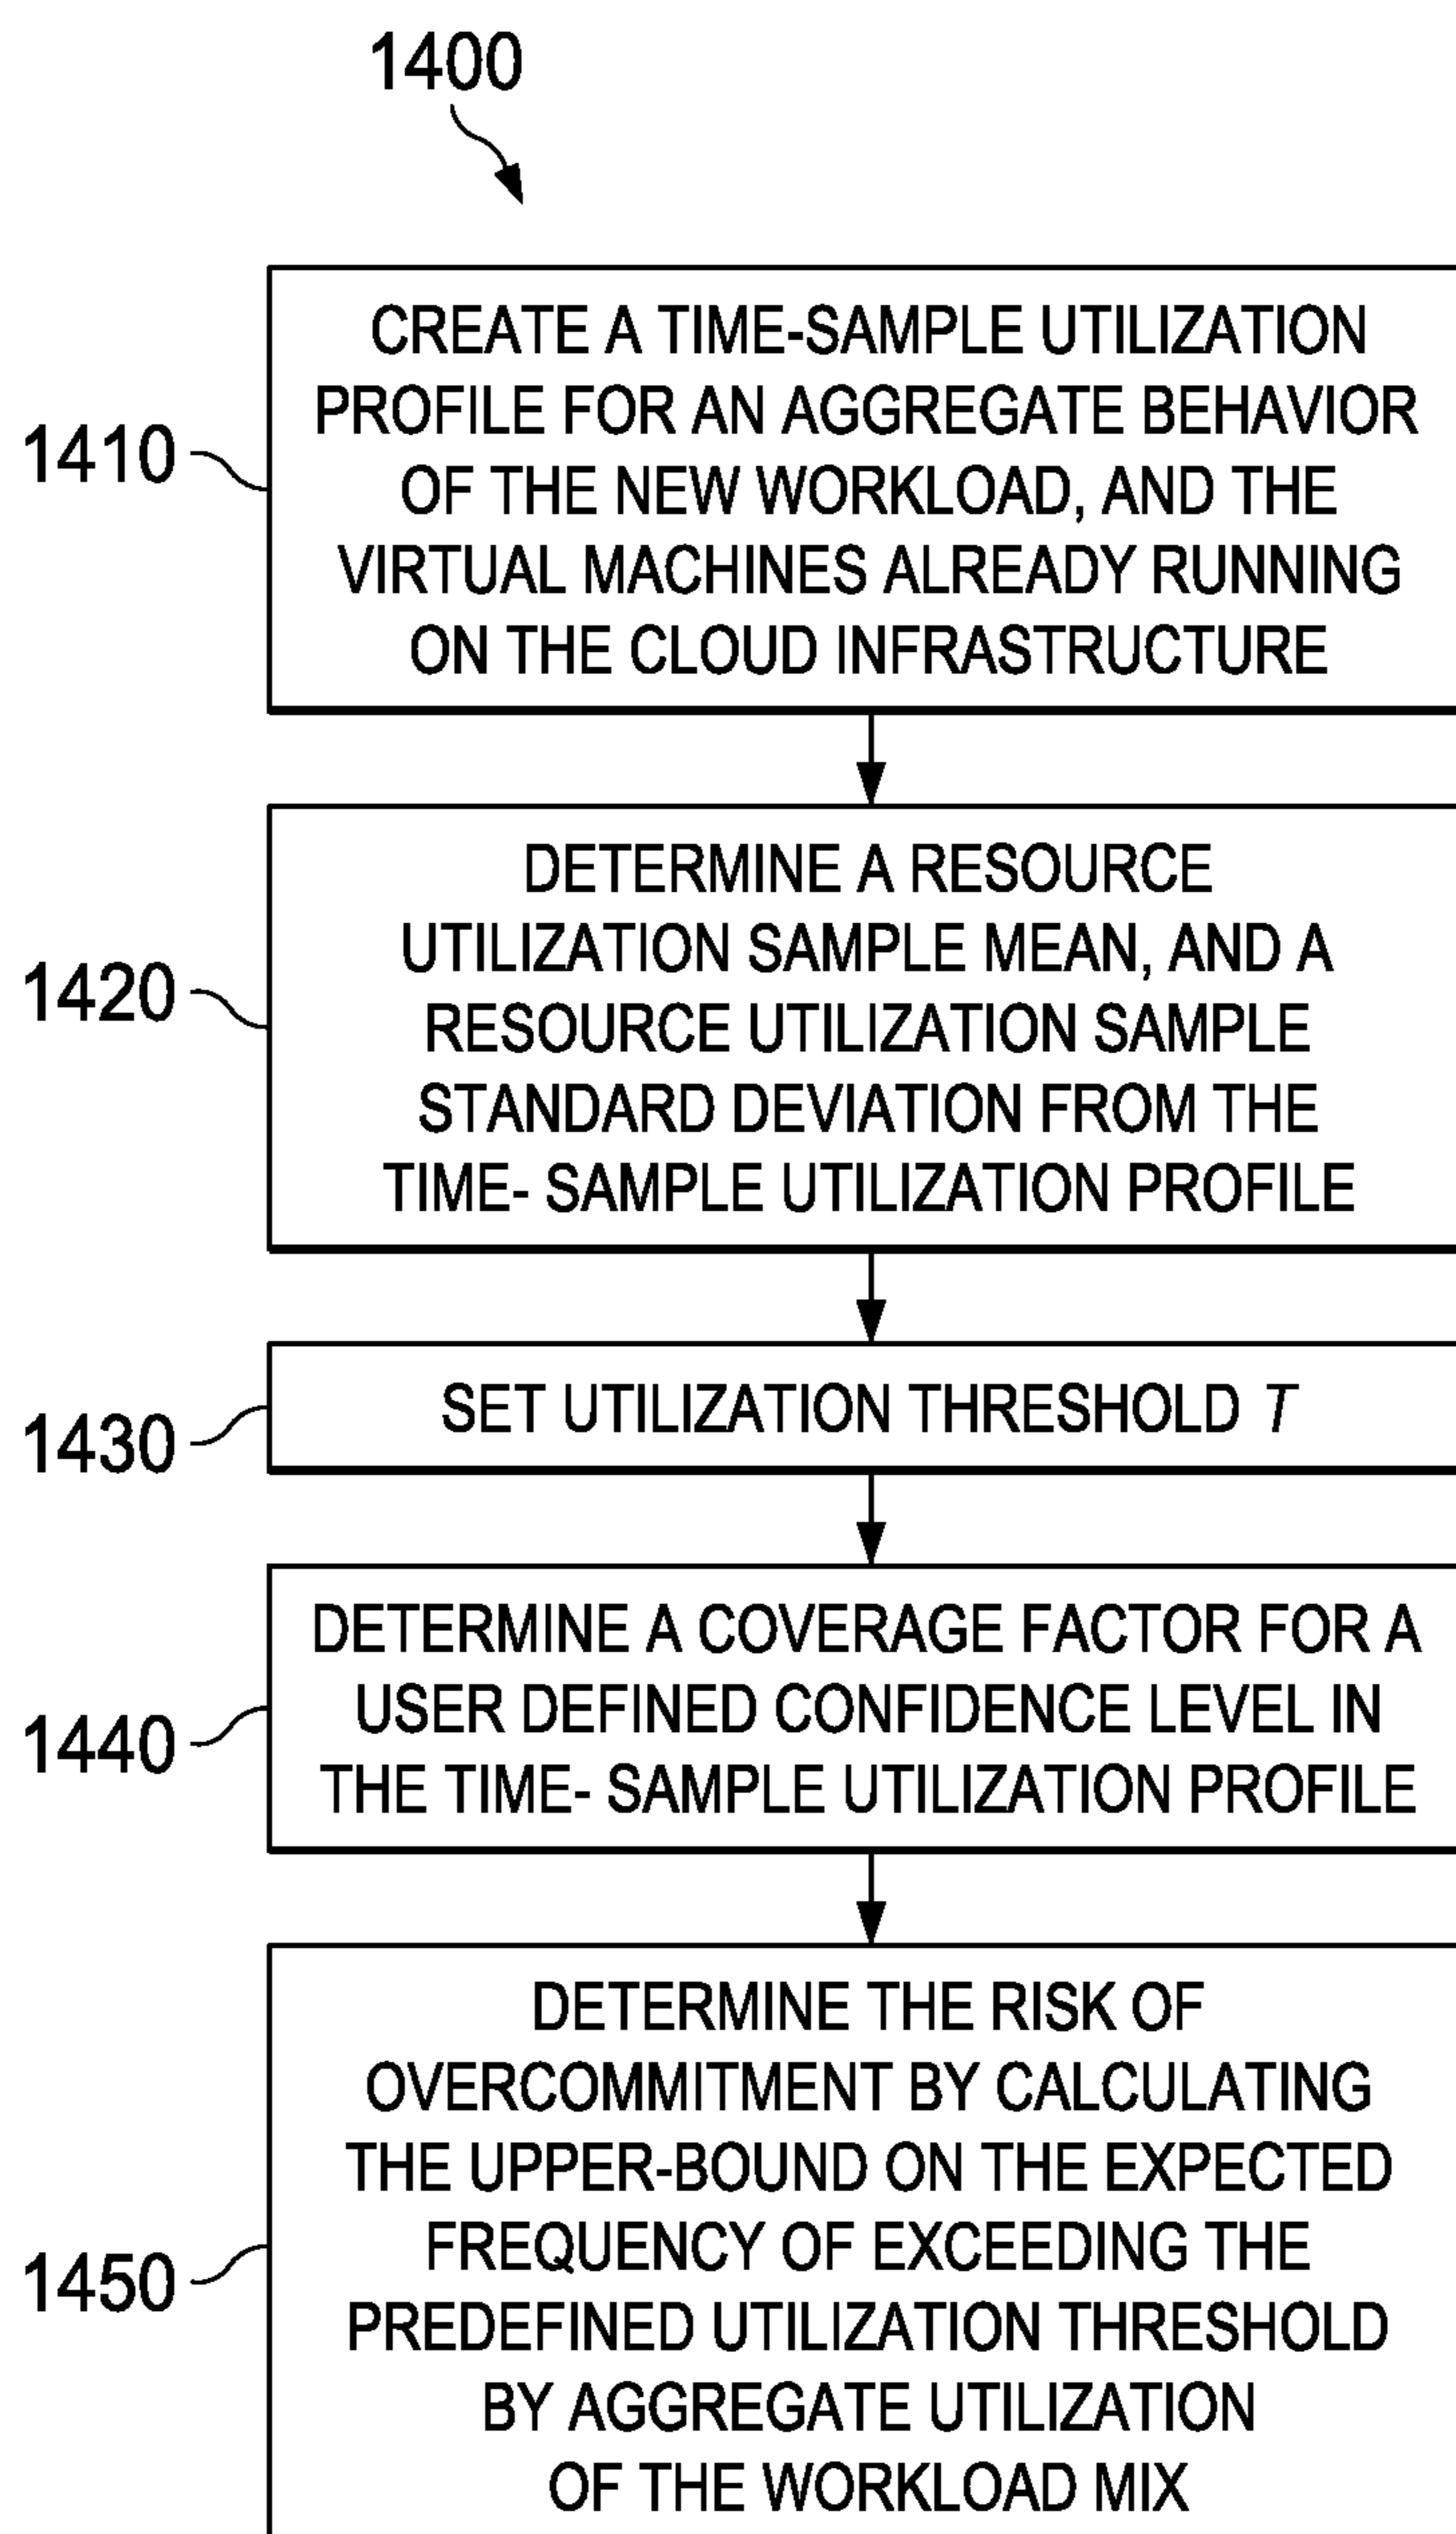 1400
CREATE A TIME-SAMPLE UTILIZATION
PROFILE FOR AN AGGREGATE BEHAVIOR
OF THE NEW WORKLOAD, AND THE
VIRTUAL MACHINES ALREADY RUNNING
ON THE CLOUD INFRASTRUCTURE
1410
DETERMINE A RESOURCE
UTILIZATION SAMPLE MEAN, AND A
RESOURCE UTILIZATION SAMPLE
STANDARD DEVIATION FROM THE
TIME- SAMPLE UTILIZATION PROFILE
1420
SET UTILIZATION THRESHOLD T
1430
DETERMINE A COVERAGE FACTOR FOR A
USER DEFINED CONFIDENCE LEVEL IN
THE TIME- SAMPLE UTILIZATION PROFILE
1440
DETERMINE THE RISK OF
OVERCOMMITMENT BY CALCULATING
THE UPPER-BOUND ON THE EXPECTED
FREQUENCY OF EXCEEDING THE
PREDEFINED UTILIZATION THRESHOLD
BY AGGREGATE UTILIZATION
OF THE WORKLOAD MIX
1450